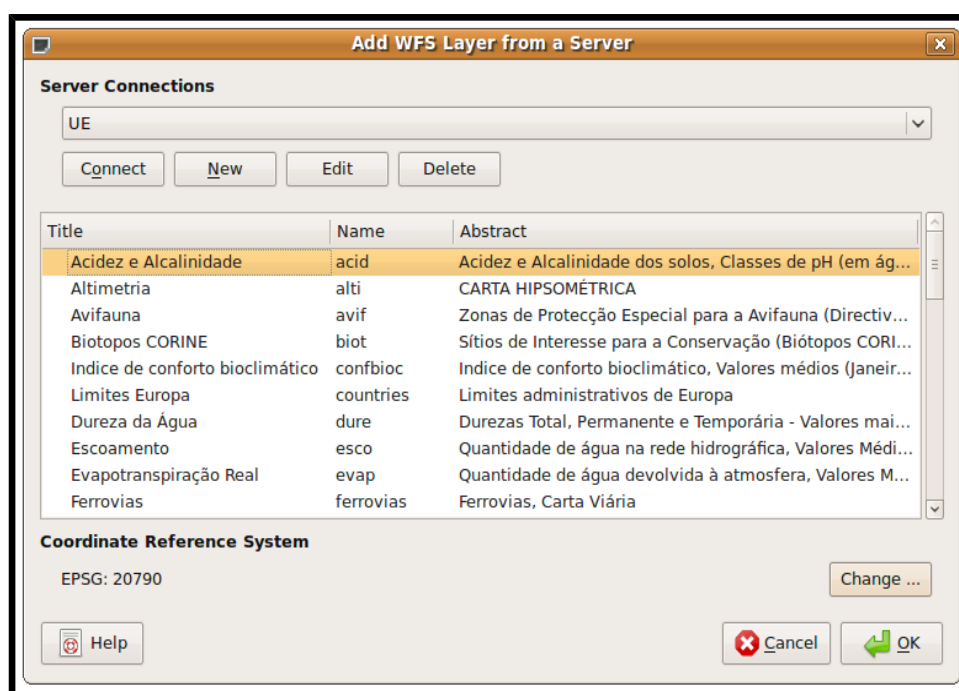 Add WFS Layer from a Server
Server Connections
UE
Connect New Edit Delete
Title Name Abstract
Acidez e Alcalinidade acid Acidez e Alcalinidade dos solos, Classes de pH (em ág...
Altimetria alti CARTA HIPSOMÉTRICA
Avifauna avif Zonas de Protecção Especial para a Avifauna (Directiv...
Biotopos CORINE biot Sítios de Interesse para a Conservação (Biótopos CORI...
Indice de conforto bioclimático confbioc Indice de conforto bioclimático, Valores médios (Janeir...
Limites Europa countries Limites administrativos de Europa
Dureza da Água dure Durezas Total, Permanente e Temporária - Valores mai...
Escoamento esco Quantidade de água na rede hidrográfica, Valores Médi...
Evapotranspiração Real evap Quantidade de água devolvida à atmosfera, Valores M...
Ferrovias ferrovias Ferrovias, Carta Viária
Coordinate Reference System
EPSG: 20790 Change ...
Help Cancel OK